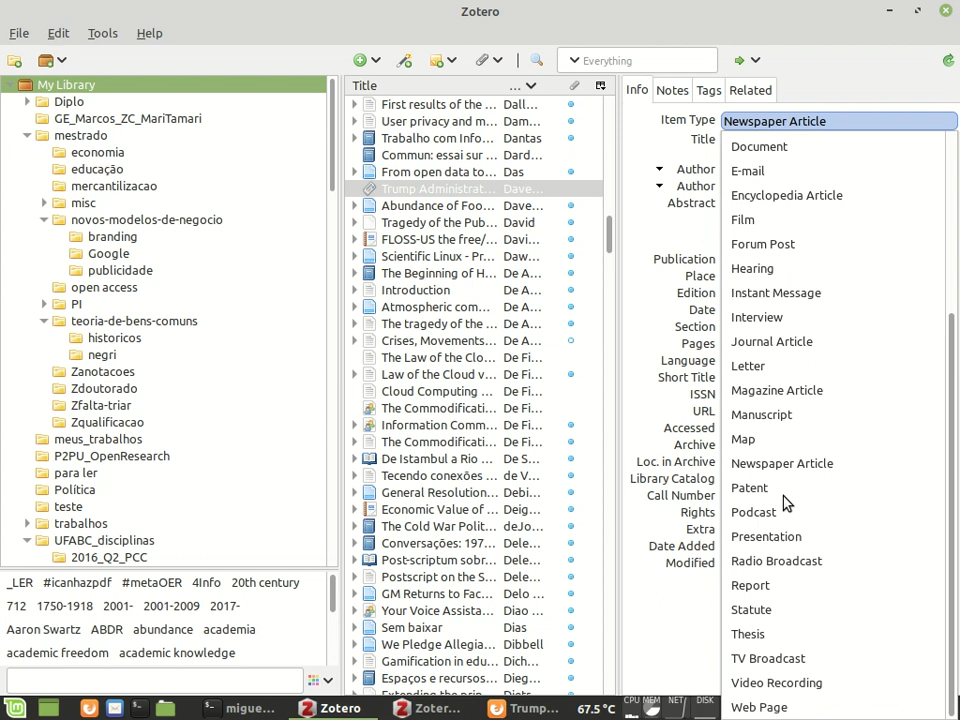 Zotero
File Edit Tools Help
Everything
My Library
Diplo
GE_Marcos_ZC_MariTamari
mestrado
economia
educação
mercantilizacao
misc
novos-modelos-de-negocio
branding
Google
publicidade
open access
PI
teoria-de-bens-comuns
historicos
negri
Zanotacoes
Zdoutorado
Zfalta-triar
Zqualificacao
meus_trabalhos
P2PU_OpenResearch
para ler
Política
teste
trabalhos
UFABC_disciplinas
2016_Q2_PCC
_LER #icanhazpdf #metaOER 4Info 20th century
712 1750-1918 2001- 2001-2009 2017-
Aaron Swartz ABDR abundance academia
academic freedom academic knowledge
Title ...
First results of the ... Dall...
User privacy and m... Dam...
Trabalho com Info... Dantas
Commun: essai sur ... Dard...
From open data to... Das
Trump Administrat... Dave...
Abundance of Foo... Dave...
Tragedy of the Pub... David
FLOSS-US the free/... Davi...
Scientific Linux - Pr... Daw...
The Beginning of H... De A...
Introduction De A...
Atmospheric com... De A...
The tragedy of the ... De A...
Crises, Movements... De A...
The Law of the Clo... De Fi...
Law of the Cloud v... De Fi...
Cloud Computing ... De Fi...
The Commodificati... De Fi...
Information Comm... De Fi...
The Commodificati... De Fi...
De Istambul a Rio ... De S...
Tecendo conexões ... de V...
General Resolution... Debi...
Economic Value of ... Deig...
The Cold War Polit... deJo...
Conversações: 197... Dele...
Post-scriptum sobr... Dele...
Postscript on the S... Dele...
GM Returns to Fac... Delo ...
Your Voice Assista... Diao ...
Sem baixar Dias
We Pledge Allegia... Dibbell
Gamification in edu... Dich...
Espaços e recursos... Dieg...
Info Notes Tags Related
Item Type Newspaper Article
Title
Author
Author
Abstract
Publication
Place
Edition
Date
Section
Pages
Language
Short Title
ISSN
URL
Accessed
Archive
Loc. in Archive
Library Catalog
Call Number
Rights
Extra
Date Added
Modified
Document
E-mail
Encyclopedia Article
Film
Forum Post
Hearing
Instant Message
Interview
Journal Article
Letter
Magazine Article
Manuscript
Map
Newspaper Article
Patent
Podcast
Presentation
Radio Broadcast
Report
Statute
Thesis
TV Broadcast
Video Recording
Web Page
migue... Zotero Zoter... Trump... 67.5°C CPU MEM NET DISK